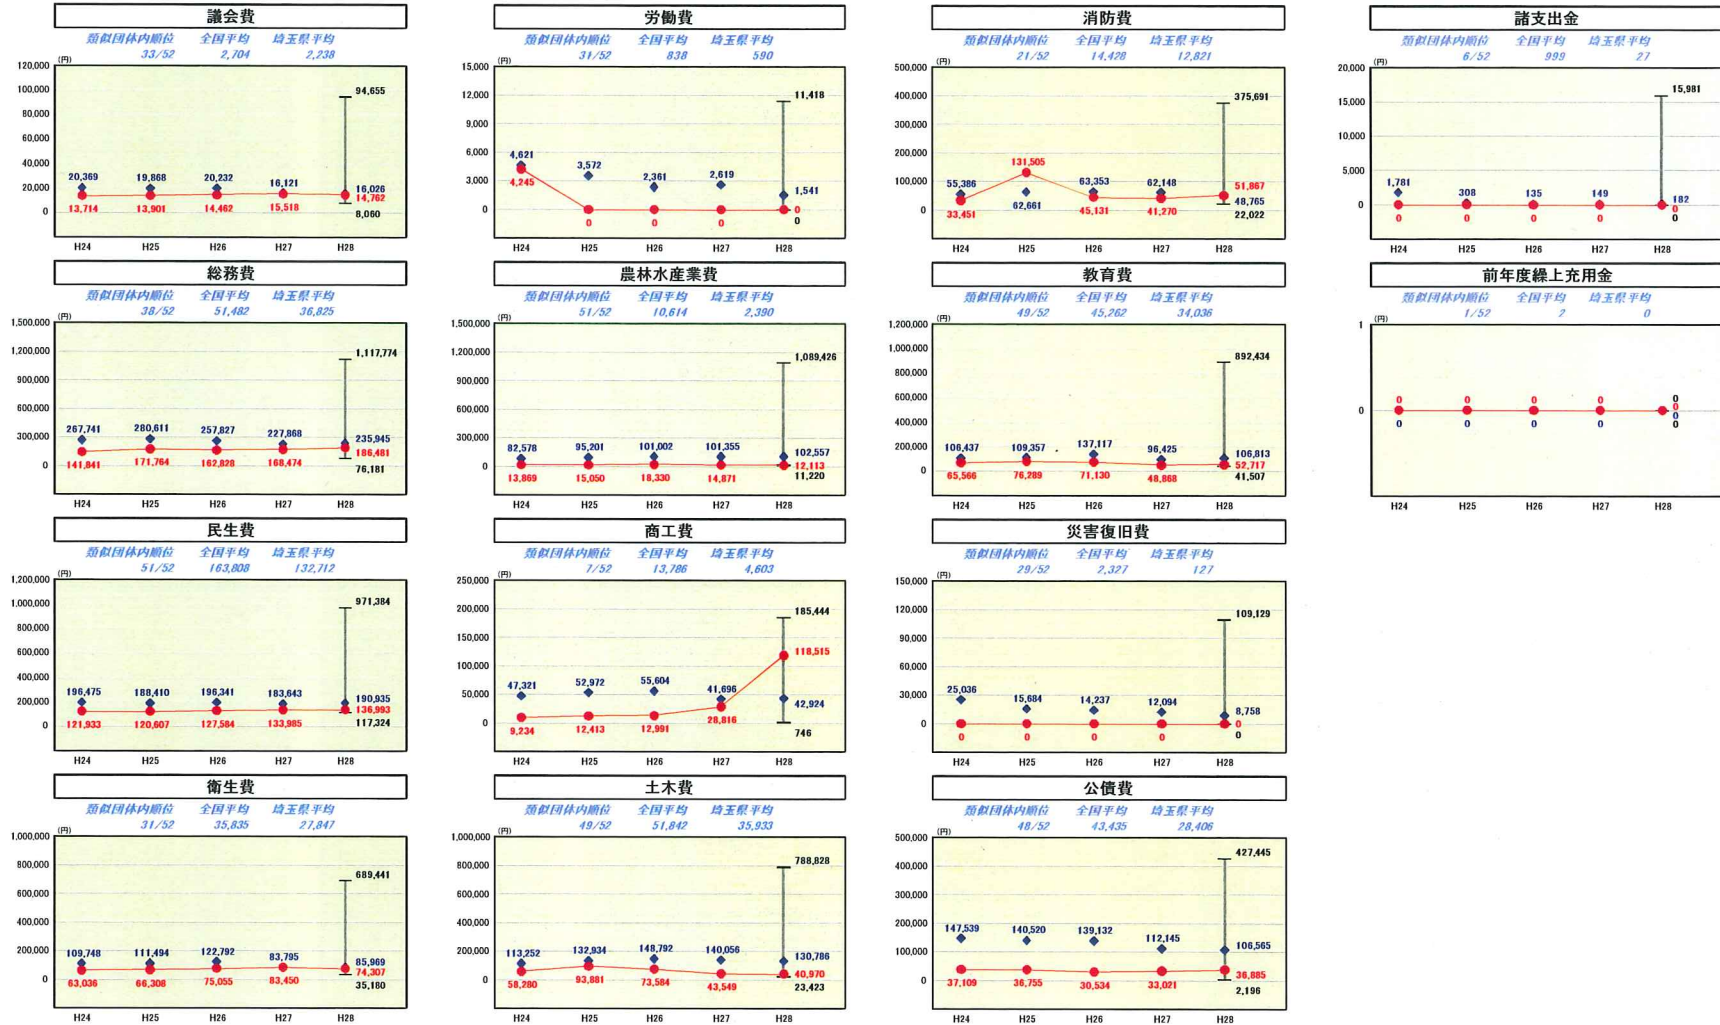 議会費
類似団体内順位 全国平均 埼玉県平均
33/52 2,704 2,238
(円)
120,000
100,000
80,000
60,000
40,000
20,000
0
94,655
20,369 19,868 20,232 16,121 16,026
13,714 13,901 14,462 15,518 14,762
8,060
H24 H25 H26 H27 H28
労働費
類似団体内順位 全国平均 埼玉県平均
31/52 838 590
(円)
15,000
12,000
9,000
6,000
3,000
0
11,418
4,621 3,572 2,361 2,619 1,541
4,245 0 0 0 0
0
H24 H25 H26 H27 H28
消防費
類似団体内順位 全国平均 埼玉県平均
21/52 14,428 12,821
(円)
500,000
400,000
300,000
200,000
100,000
0
375,691
131,505
55,386 63,353 62,148 51,867
62,661 48,765
33,451 45,131 41,270 22,022
H24 H25 H26 H27 H28
諸支出金
類似団体内順位 全国平均 埼玉県平均
6/52 999 27
(円)
20,000
15,000
10,000
5,000
0
15,981
1,781 308 135 149 182
0 0 0 0 0
0
H24 H25 H26 H27 H28
総務費
類似団体内順位 全国平均 埼玉県平均
38/52 51,482 36,825
(円)
1,500,000
1,200,000
900,000
600,000
300,000
0
1,117,774
267,741 280,611 257,827 227,868 235,945
141,841 171,764 162,828 168,474 186,481
76,181
H24 H25 H26 H27 H28
農林水産業費
類似団体内順位 全国平均 埼玉県平均
51/52 10,614 2,390
(円)
1,500,000
1,200,000
900,000
600,000
300,000
0
1,089,426
82,578 95,201 101,002 101,355 102,557
13,869 15,050 18,330 14,871 12,113
11,220
H24 H25 H26 H27 H28
教育費
類似団体内順位 全国平均 埼玉県平均
49/52 45,262 34,036
(円)
1,200,000
1,000,000
800,000
600,000
400,000
200,000
0
892,434
106,437 109,357 137,117 96,425 106,813
65,566 76,289 71,130 48,868 52,717
41,507
H24 H25 H26 H27 H28
前年度繰上充用金
類似団体内順位 全国平均 埼玉県平均
1/52 2 0
(円)
1
0
0 0 0 0 0
0
0 0 0 0 0
0
H24 H25 H26 H27 H28
民生費
類似団体内順位 全国平均 埼玉県平均
51/52 163,808 132,712
(円)
1,200,000
1,000,000
800,000
600,000
400,000
200,000
0
971,384
196,475 188,410 196,341 183,643 190,935
121,933 120,607 127,584 133,985 136,993
117,324
H24 H25 H26 H27 H28
商工費
類似団体内順位 全国平均 埼玉県平均
7/52 13,786 4,603
(円)
250,000
200,000
150,000
100,000
50,000
0
185,444
118,515
47,321 52,972 55,604 41,696 42,924
9,234 12,413 12,991 28,816
746
H24 H25 H26 H27 H28
災害復旧費
類似団体内順位 全国平均 埼玉県平均
29/52 2,327 127
(円)
150,000
120,000
90,000
60,000
30,000
0
109,129
25,036 15,684 14,237 12,094 8,758
0 0 0 0 0
0
H24 H25 H26 H27 H28
衛生費
類似団体内順位 全国平均 埼玉県平均
31/52 35,835 27,847
(円)
1,000,000
800,000
600,000
400,000
200,000
0
689,441
109,748 111,494 122,792 83,795 85,969
63,036 66,308 75,055 83,450 74,307
35,180
H24 H25 H26 H27 H28
土木費
類似団体内順位 全国平均 埼玉県平均
49/52 51,842 35,933
(円)
1,000,000
800,000
600,000
400,000
200,000
0
788,828
113,252 132,934 148,792 140,056 130,786
58,280 93,881 73,584 43,549 40,970
23,423
H24 H25 H26 H27 H28
公債費
類似団体内順位 全国平均 埼玉県平均
48/52 43,435 28,406
(円)
500,000
400,000
300,000
200,000
100,000
0
427,445
147,539 140,520 139,132 112,145 106,565
37,109 36,755 30,534 33,021 36,885
2,196
H24 H25 H26 H27 H28